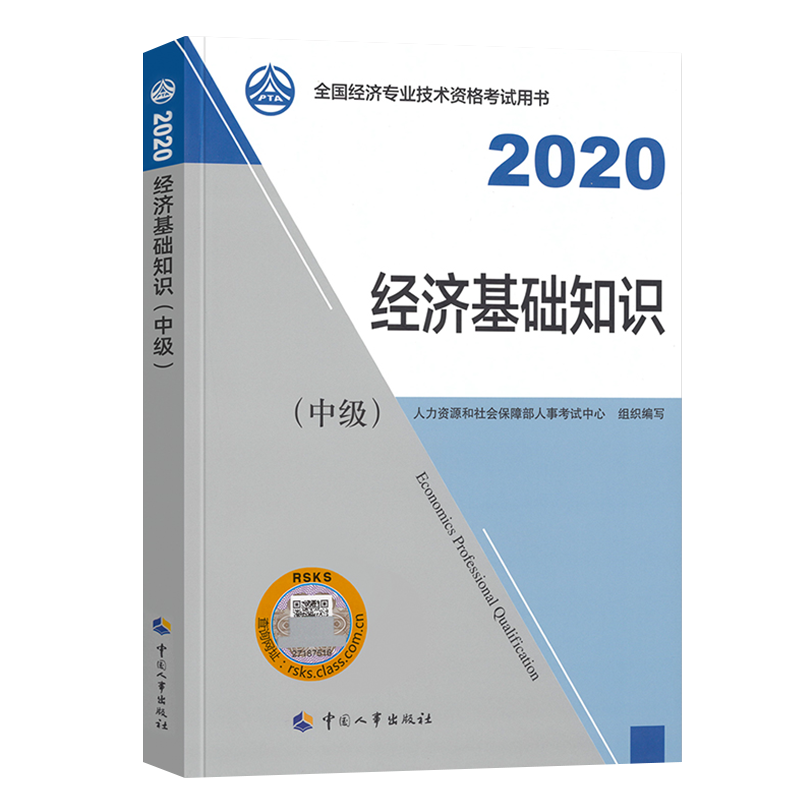 2020
经济基础知识(中级)
中国人事出版社
PTA
全国经济专业技术资格考试用书
2020
经济基础知识
(中级)
人力资源和社会保障部人事考试中心 组织编写
Economics Professional Qualification
RSKS
27187618
查询网址:rsks.class.com.cn
中国人事出版社